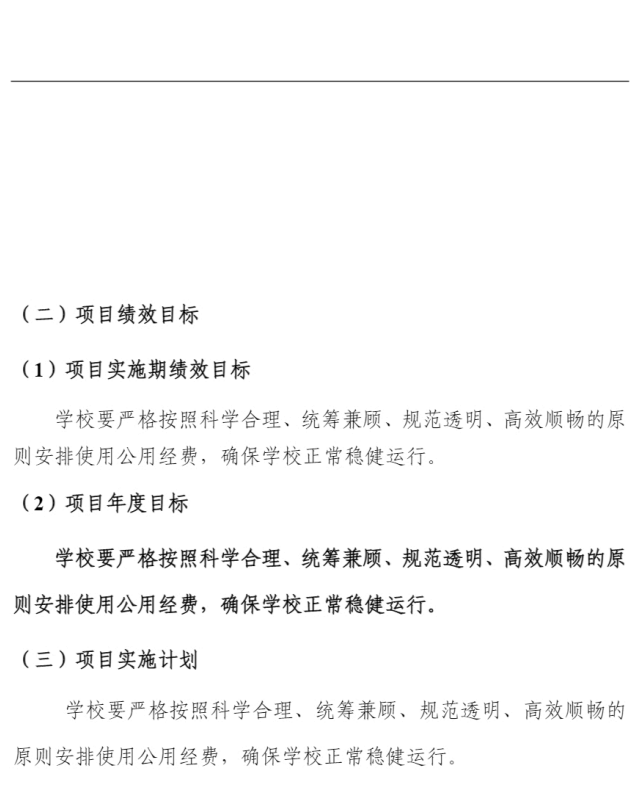 （二）项目绩效目标
（1）项目实施期绩效目标
学校要严格按照科学合理、统筹兼顾、规范透明、高效顺畅的原
则安排使用公用经费，确保学校正常稳健运行。
（2）项目年度目标
学校要严格按照科学合理、统筹兼顾、规范透明、高效顺畅的原
则安排使用公用经费，确保学校正常稳健运行。
（三）项目实施计划
学校要严格按照科学合理、统筹兼顾、规范透明、高效顺畅的
原则安排使用公用经费，确保学校正常稳健运行。